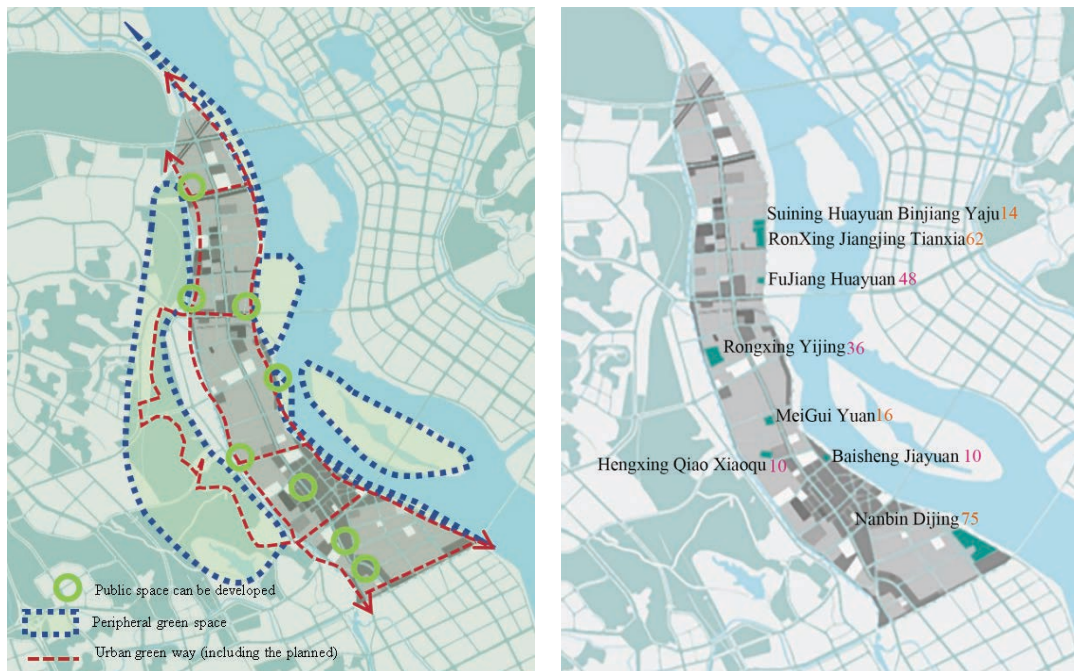 Public space can be developed
Peripheral green space
Urban green way (including the planned)
Suining Huayuan Binjiang Yaju14
RonXing Jiangjing Tianxia62
FuJiang Huayuan 48
Rongxing Yijing36
MeiGui Yuan16
Hengxing Qiao Xiaoqu10
Baisheng Jiayuan 10
Nanbin Dijing75